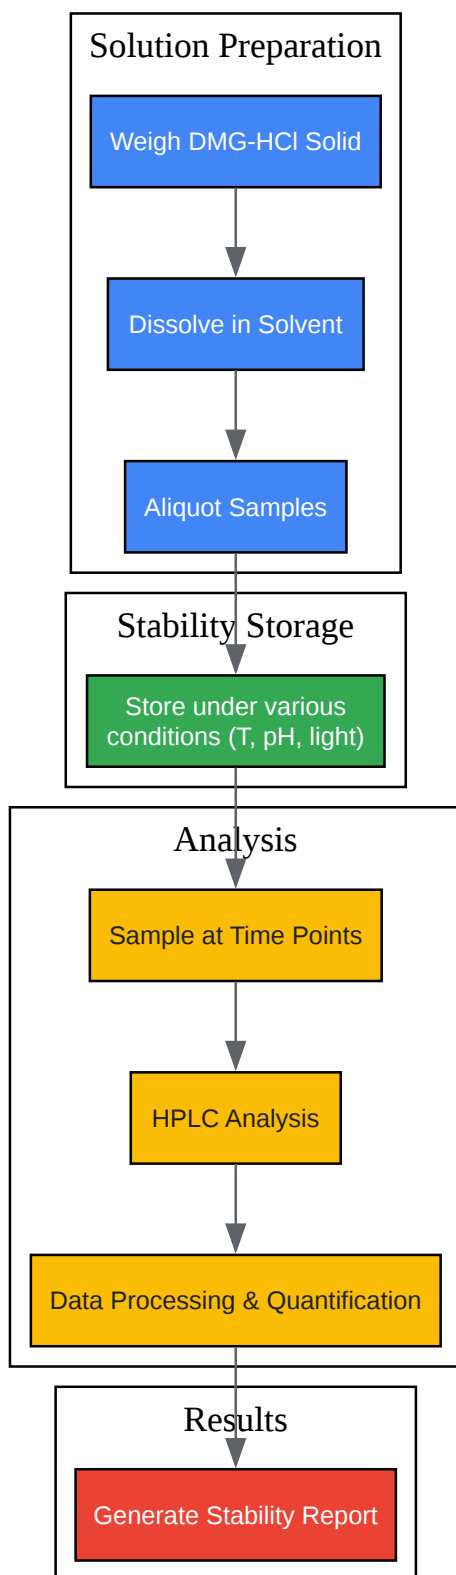 Solution Preparation
Weigh DMG-HCl Solid
Dissolve in Solvent
Aliquot Samples
Stability Storage
Store under various
conditions (T, pH, light)
Analysis
Sample at Time Points
HPLC Analysis
Data Processing & Quantification
Results
Generate Stability Report